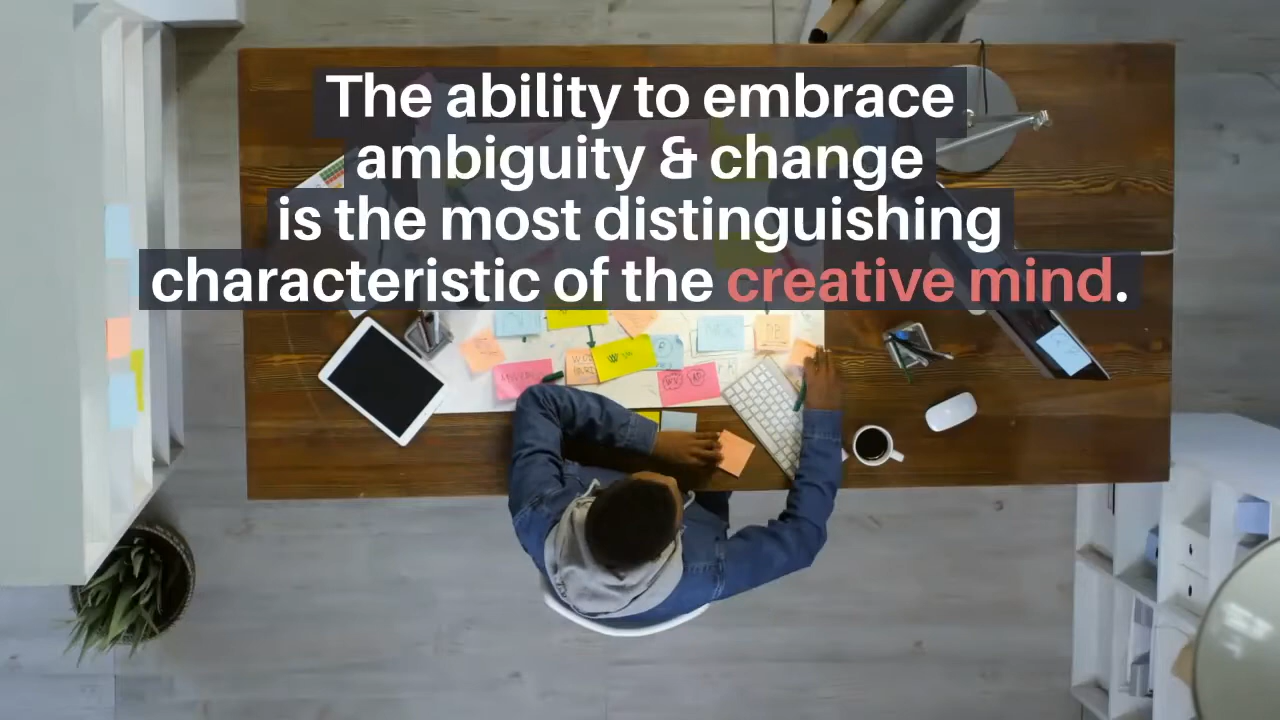 The ability to embrace
ambiguity & change
is the most distinguishing
characteristic of the creative mind.